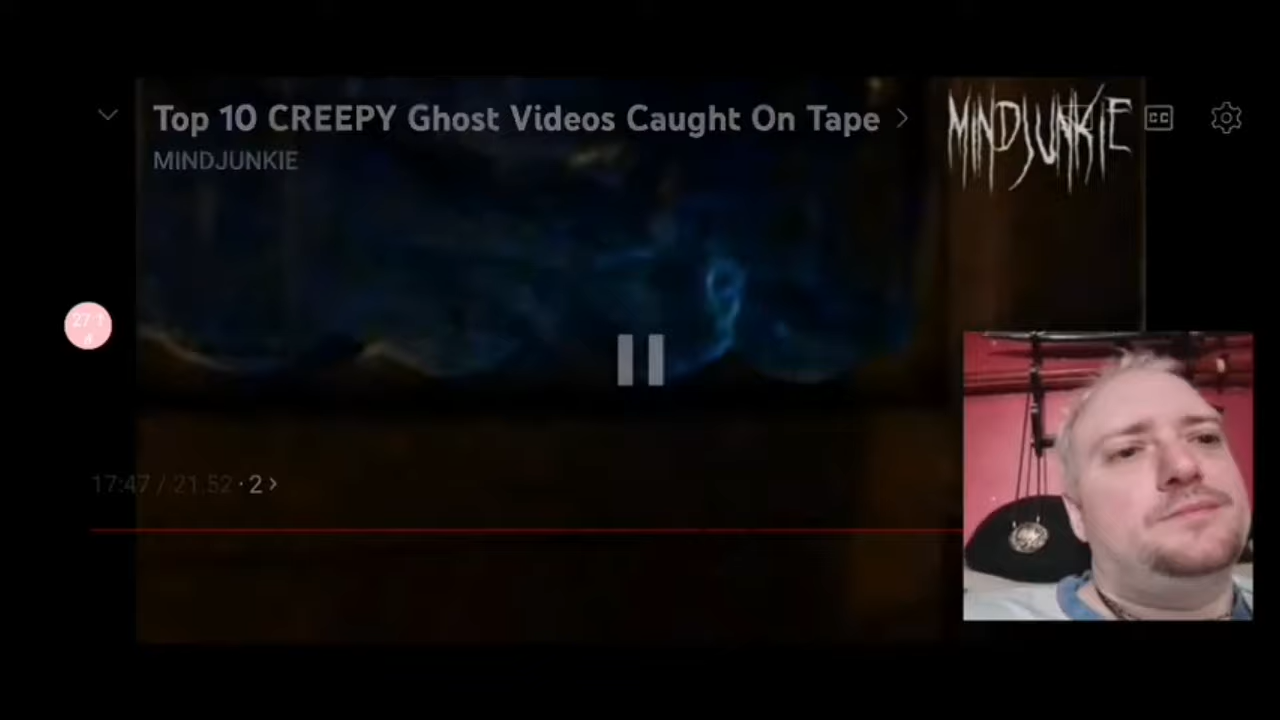 Top 10 CREEPY Ghost Videos Caught On Tape
MINDJUNKIE
MINDJUNKIE
CC
17:47 / 21:52 · 2